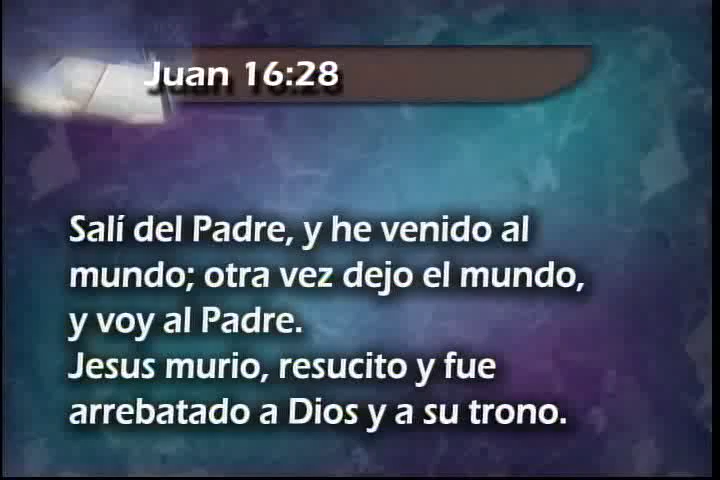 Juan 16:28
Salí del Padre, y he venido al
mundo; otra vez dejo el mundo,
y voy al Padre.
Jesus murio, resucito y fue
arrebatado a Dios y a su trono.